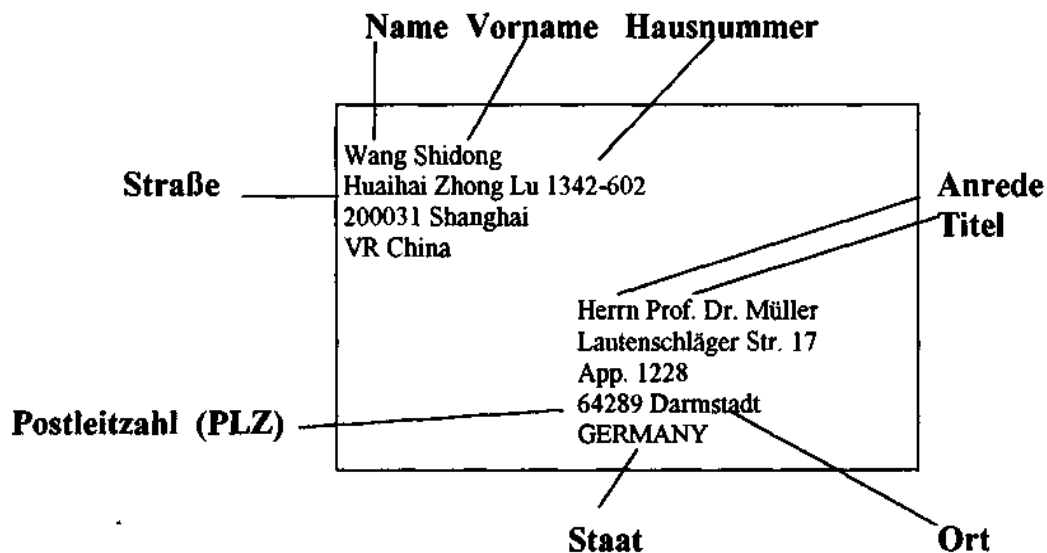 Name Vorname Hausnummer
Wang Shidong
Straße
Huaihai Zhong Lu 1342-602
Anrede
200031 Shanghai
Titel
VR China
Herrn Prof. Dr. Müller
Lautenschläger Str. 17
App. 1228
Postleitzahl (PLZ)
64289 Darmstadt
GERMANY
Staat
Ort